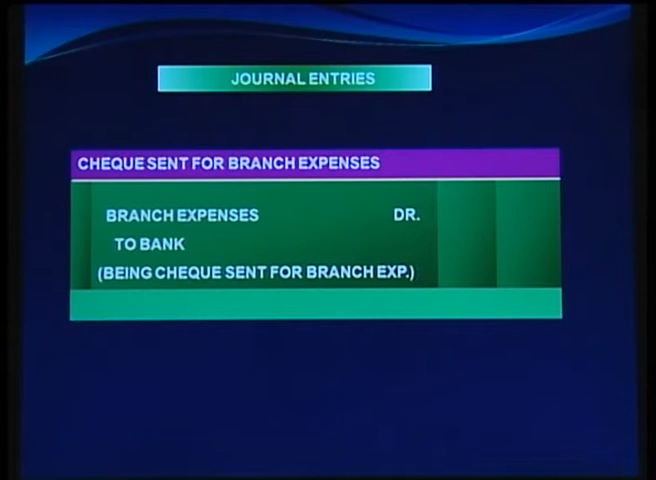 JOURNAL ENTRIES
CHEQUE SENT FOR BRANCH EXPENSES
BRANCH EXPENSES DR.
TO BANK
(BEING CHEQUE SENT FOR BRANCH EXP.)